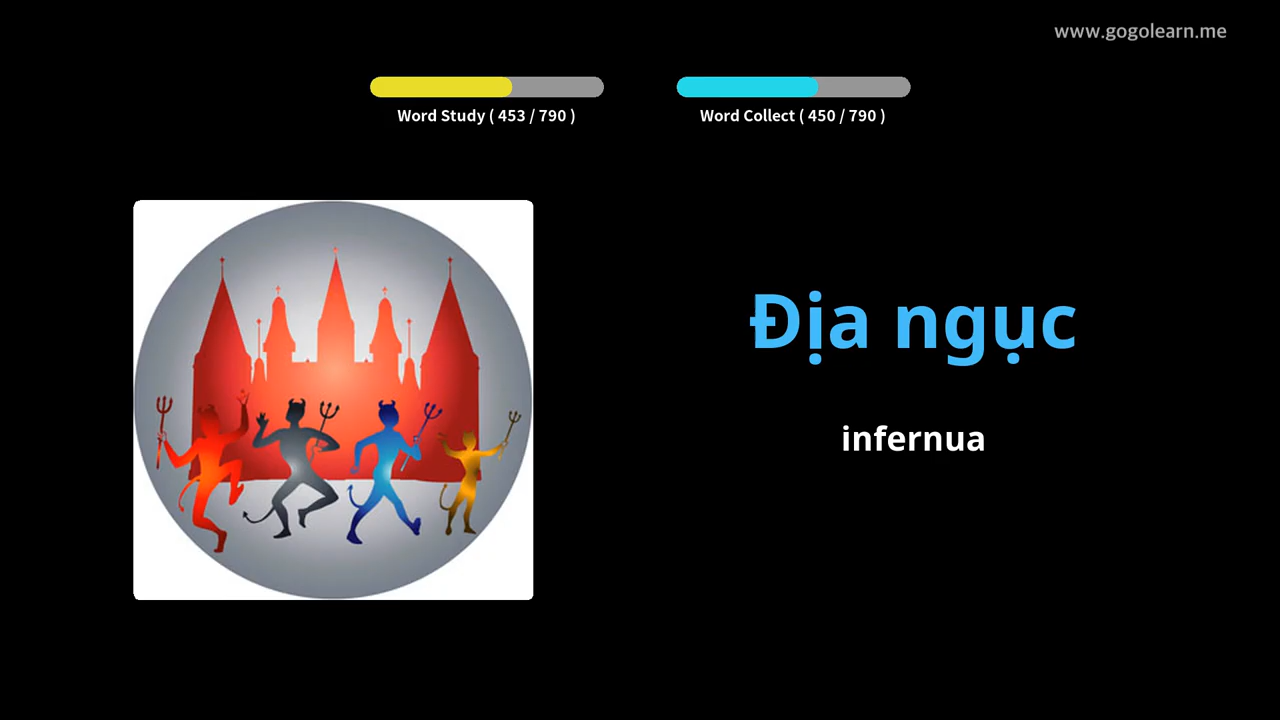 www.gogolearn.me
Word Study ( 453 / 790 )
Word Collect ( 450 / 790 )
Địa ngục
infernua